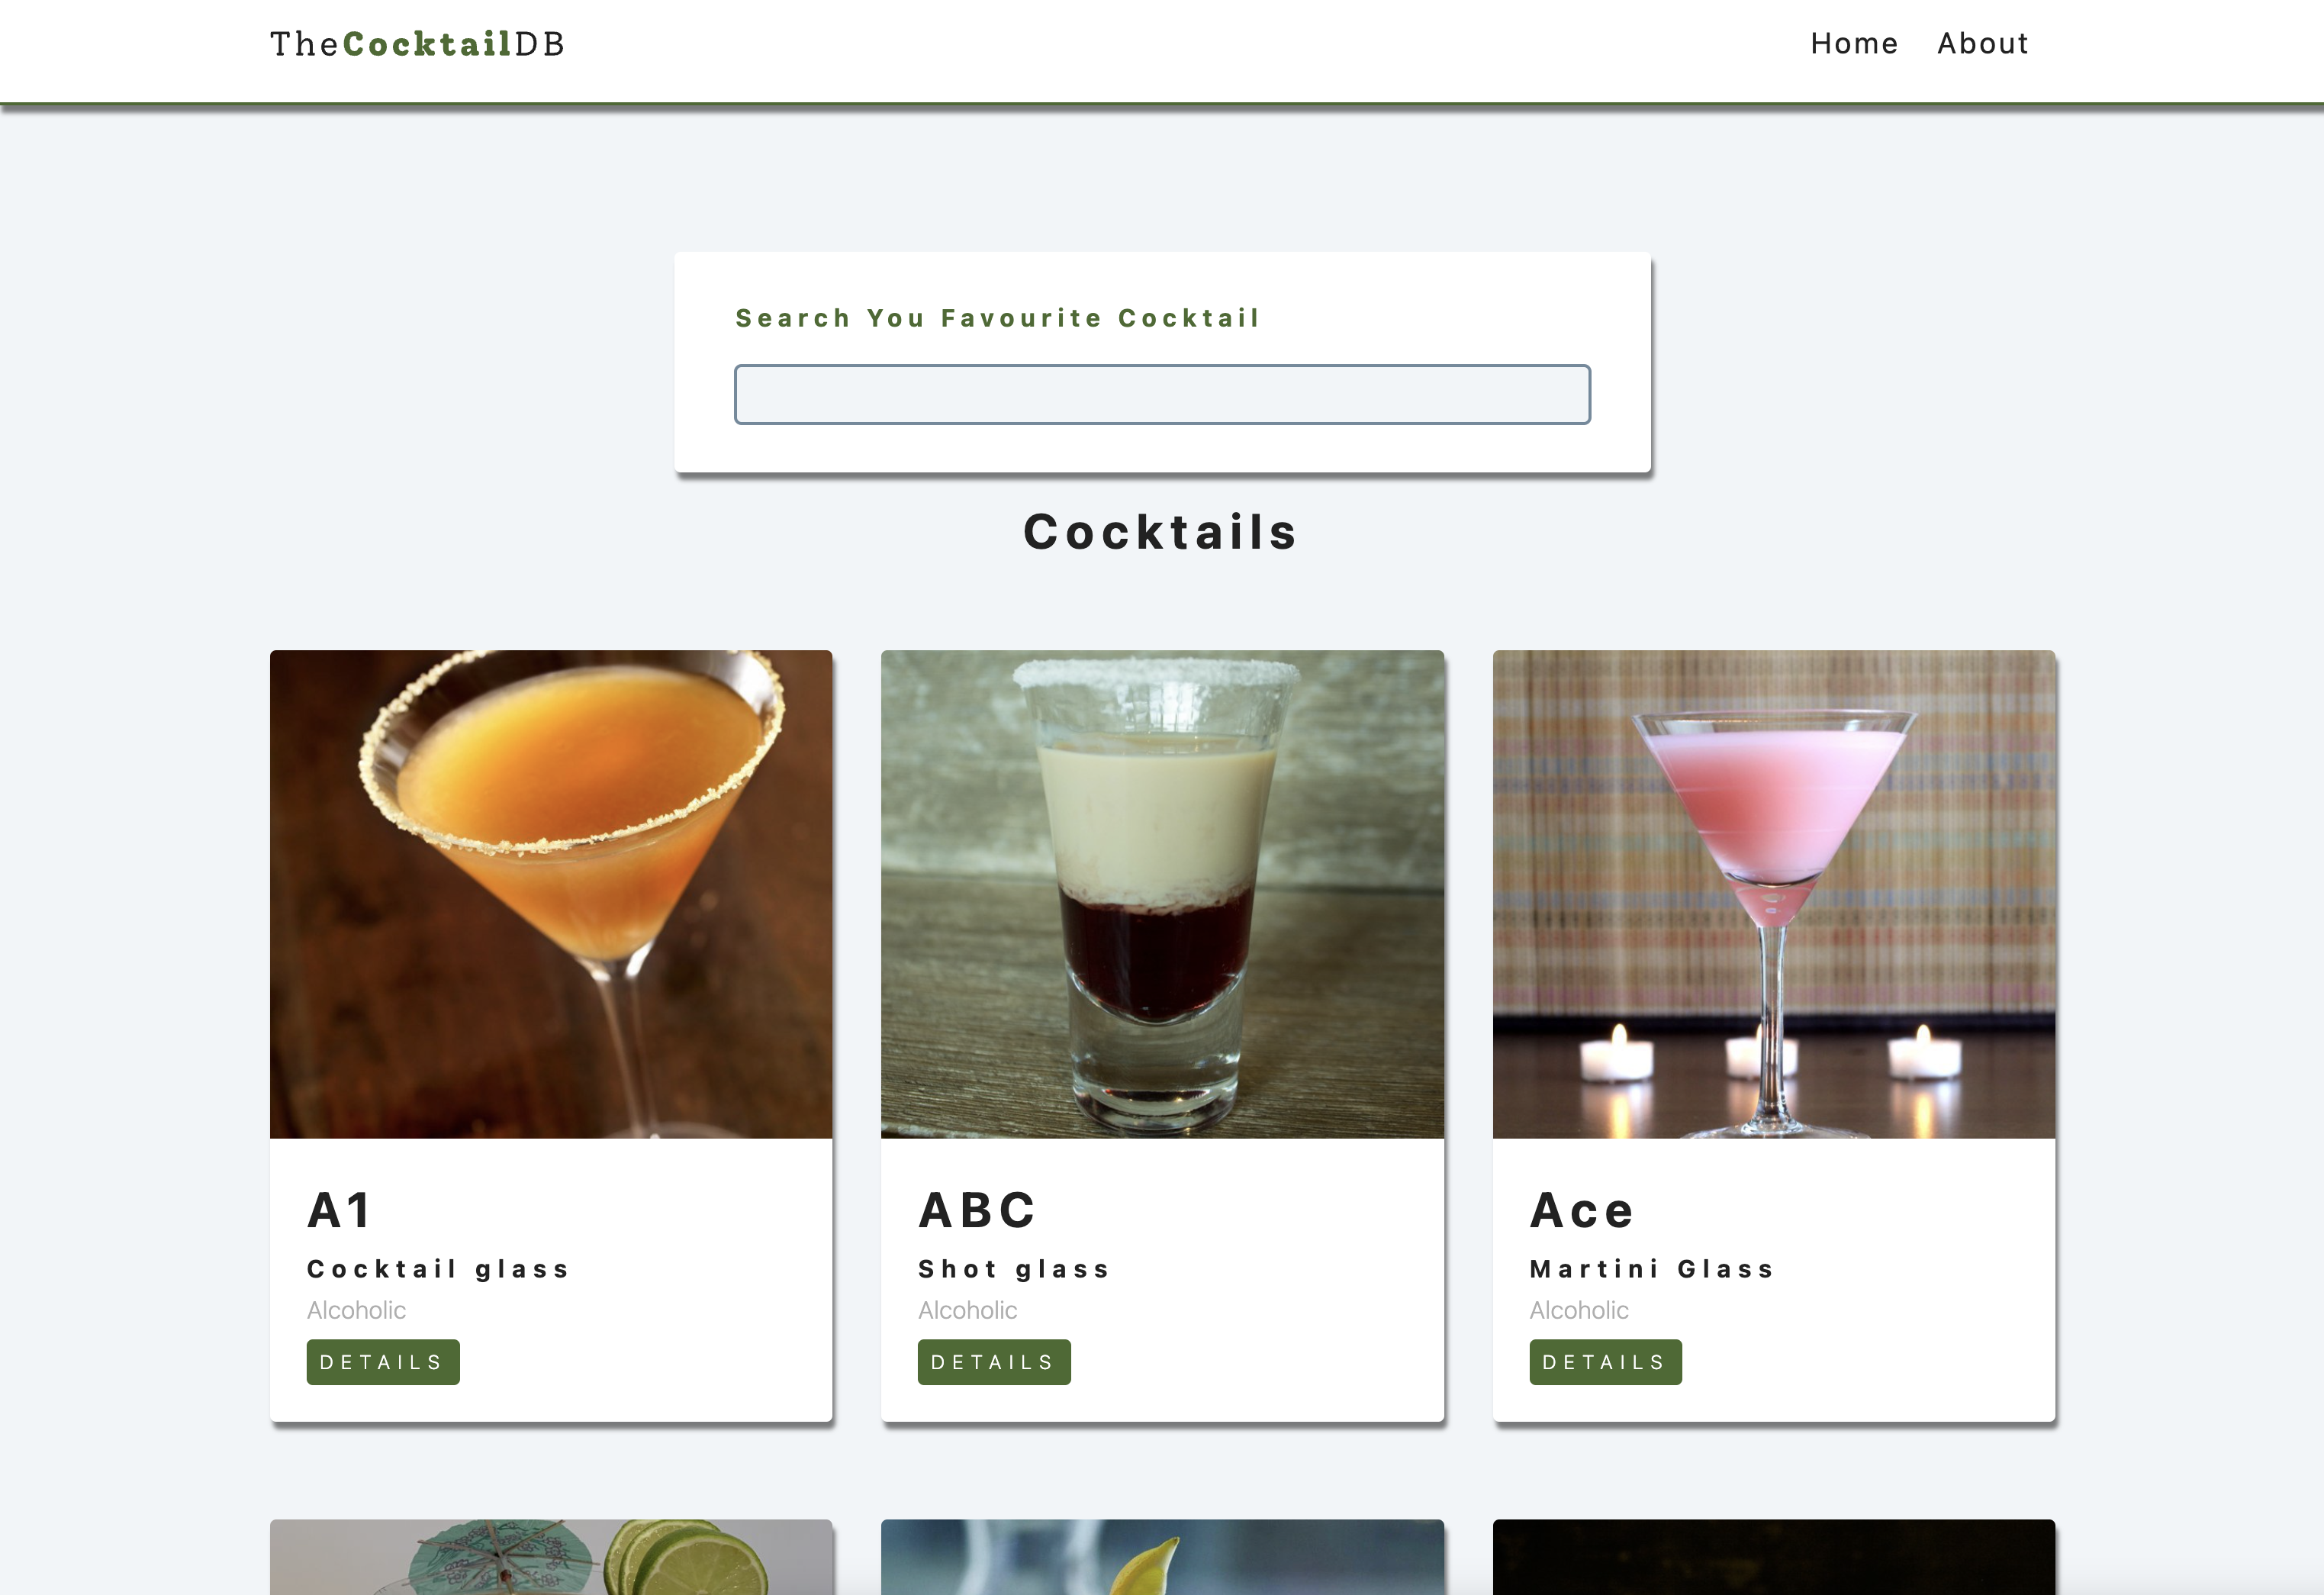 TheCocktailDB
Home About
Search You Favourite Cocktail
Cocktails
A1
Cocktail glass
Alcoholic
DETAILS
ABC
Shot glass
Alcoholic
DETAILS
Ace
Martini Glass
Alcoholic
DETAILS